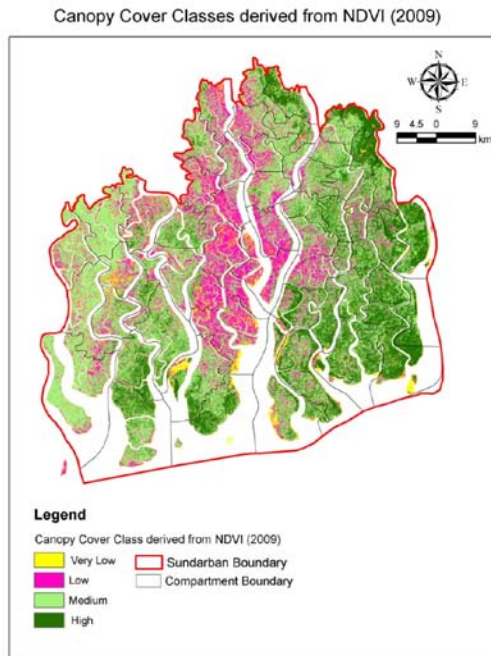 Canopy Cover Classes derived from NDVI (2009)
N
W E
S
9 4.5 0 9
km
Legend
Canopy Cover Class derived from NDVI (2009)
Very Low
Low
Medium
High
Sundarban Boundary
Compartment Boundary